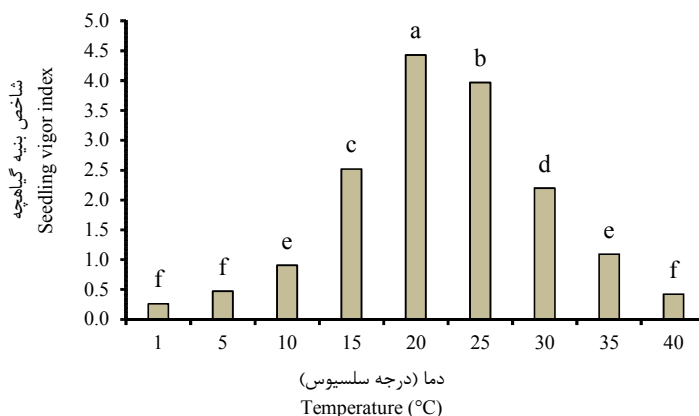 5.0
4.5
4.0
3.5
3.0
2.5
2.0
1.5
1.0
0.5
0.0
شاخص بنیه گیاهچه
Seedling vigor index
f
f
e
c
a
b
d
e
f
1 5 10 15 20 25 30 35 40
دما (درجه سلسیوس)
Temperature (°C)